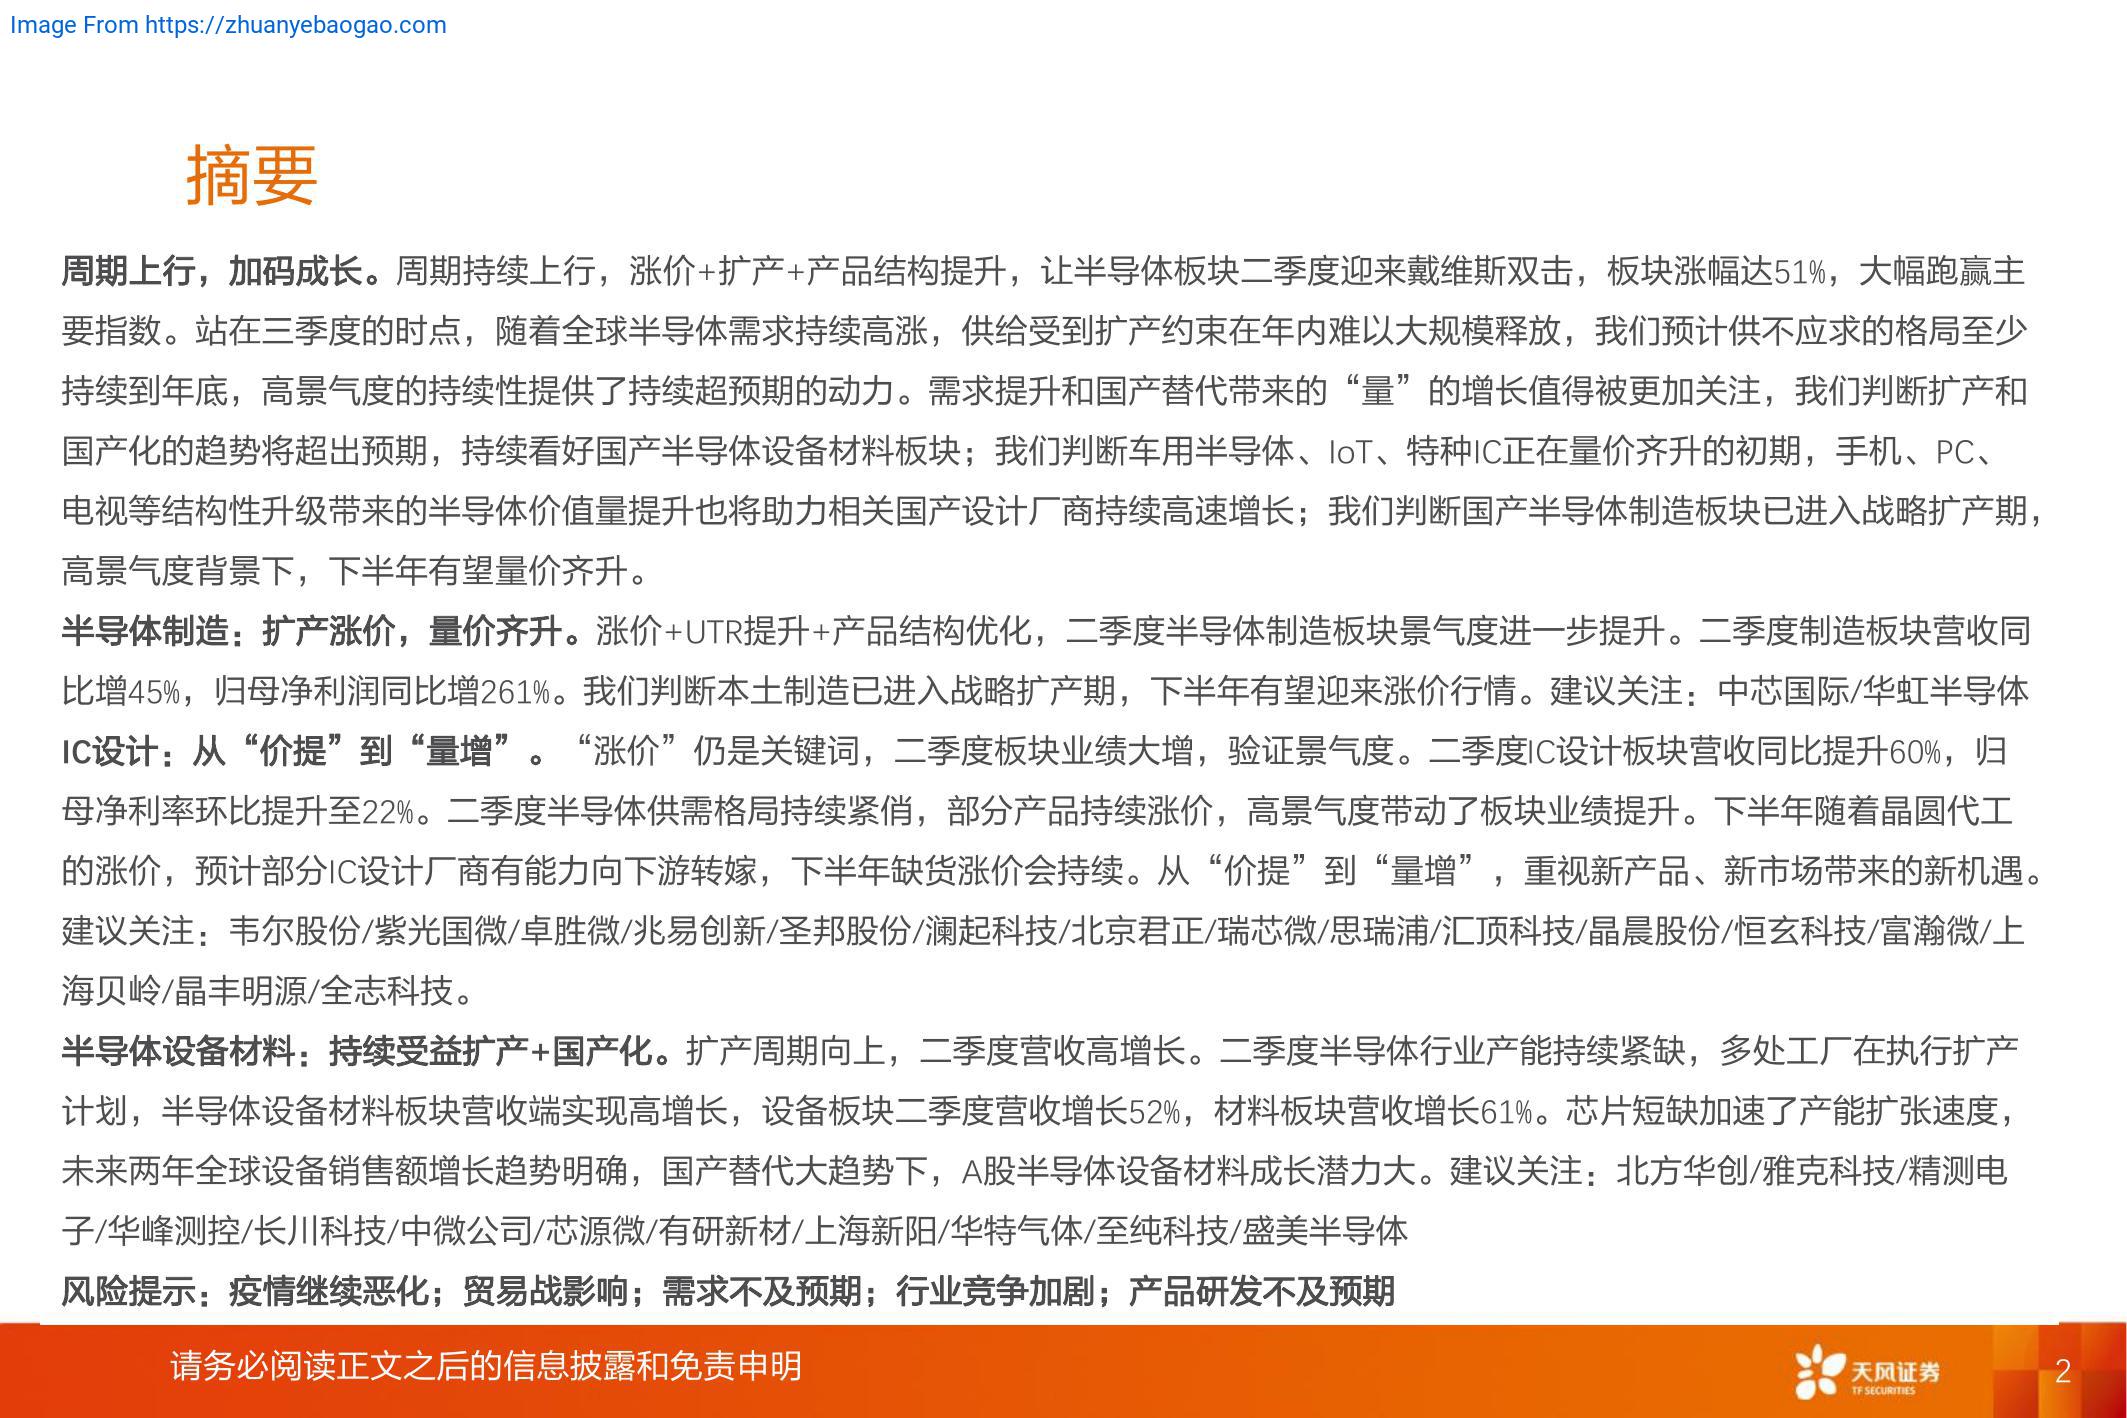 Image From https://zhuanyebaogao.com
摘要
周期上行，加码成长。周期持续上行，涨价+扩产+产品结构提升，让半导体板块二季度迎来戴维斯双击，板块涨幅达51%，大幅跑赢主
要指数。站在三季度的时点，随着全球半导体需求持续高涨，供给受到扩产约束在年内难以大规模释放，我们预计供不应求的格局至少
持续到年底，高景气度的持续性提供了持续超预期的动力。需求提升和国产替代带来的“量”的增长值得被更加关注，我们判断扩产和
国产化的趋势将超出预期，持续看好国产半导体设备材料板块；我们判断车用半导体、IoT、特种IC正在量价齐升的初期，手机、PC、
电视等结构性升级带来的半导体价值量提升也将助力相关国产设计厂商持续高速增长；我们判断国产半导体制造板块已进入战略扩产期，
高景气度背景下，下半年有望量价齐升。
半导体制造：扩产涨价，量价齐升。涨价+UTR提升+产品结构优化，二季度半导体制造板块景气度进一步提升。二季度制造板块营收同
比增45%，归母净利润同比增261%。我们判断本土制造已进入战略扩产期，下半年有望迎来涨价行情。建议关注：中芯国际/华虹半导体
IC设计：从“价提”到“量增”。“涨价”仍是关键词，二季度板块业绩大增，验证景气度。二季度IC设计板块营收同比提升60%，归
母净利率环比提升至22%。二季度半导体供需格局持续紧俏，部分产品持续涨价，高景气度带动了板块业绩提升。下半年随着晶圆代工
的涨价，预计部分IC设计厂商有能力向下游转嫁，下半年缺货涨价会持续。从“价提”到“量增”，重视新产品、新市场带来的新机遇。
建议关注：韦尔股份/紫光国微/卓胜微/兆易创新/圣邦股份/澜起科技/北京君正/瑞芯微/思瑞浦/汇顶科技/晶晨股份/恒玄科技/富瀚微/上
海贝岭/晶丰明源/全志科技。
半导体设备材料：持续受益扩产+国产化。扩产周期向上，二季度营收高增长。二季度半导体行业产能持续紧缺，多处工厂在执行扩产
计划，半导体设备材料板块营收端实现高增长，设备板块二季度营收增长52%，材料板块营收增长61%。芯片短缺加速了产能扩张速度，
未来两年全球设备销售额增长趋势明确，国产替代大趋势下，A股半导体设备材料成长潜力大。建议关注：北方华创/雅克科技/精测电
子/华峰测控/长川科技/中微公司/芯源微/有研新材/上海新阳/华特气体/至纯科技/盛美半导体
风险提示：疫情继续恶化；贸易战影响；需求不及预期；行业竞争加剧；产品研发不及预期
请务必阅读正文之后的信息披露和免责申明
天风证券
TF SECURITIES
2